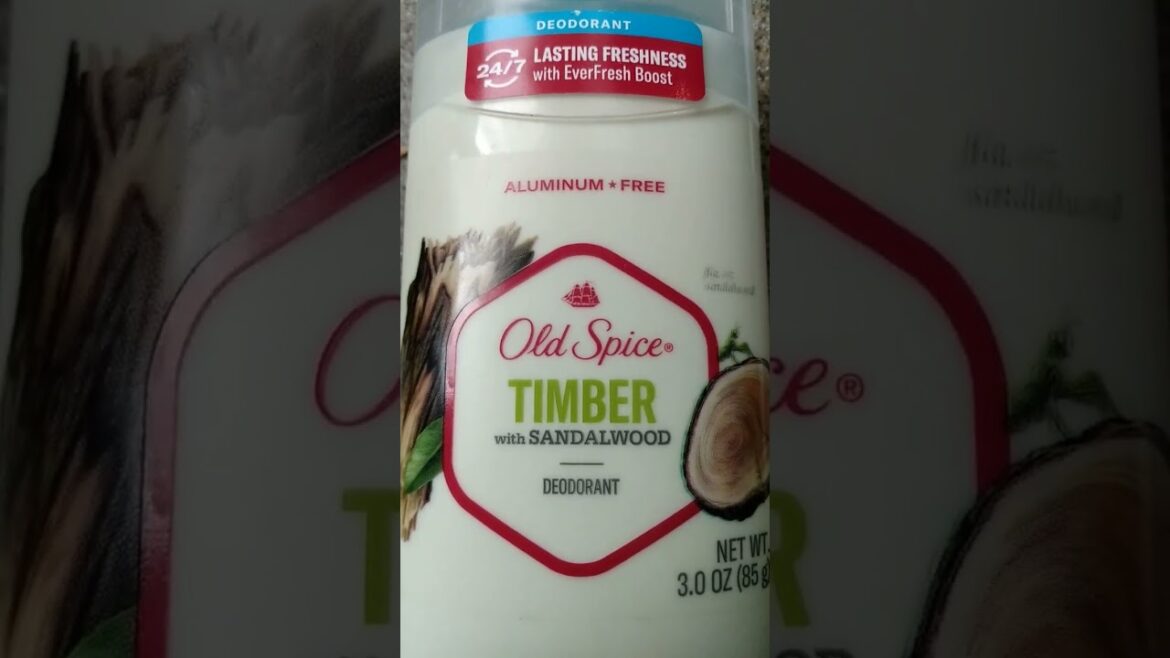 DEODORANT
24/7
LASTING FRESHNESS
with EverFresh Boost
ALUMINUM ★ FREE
sandalwood
Old Spice®
TIMBER
with SANDALWOOD
DEODORANT
NET WT.
3.0 OZ (85 g)